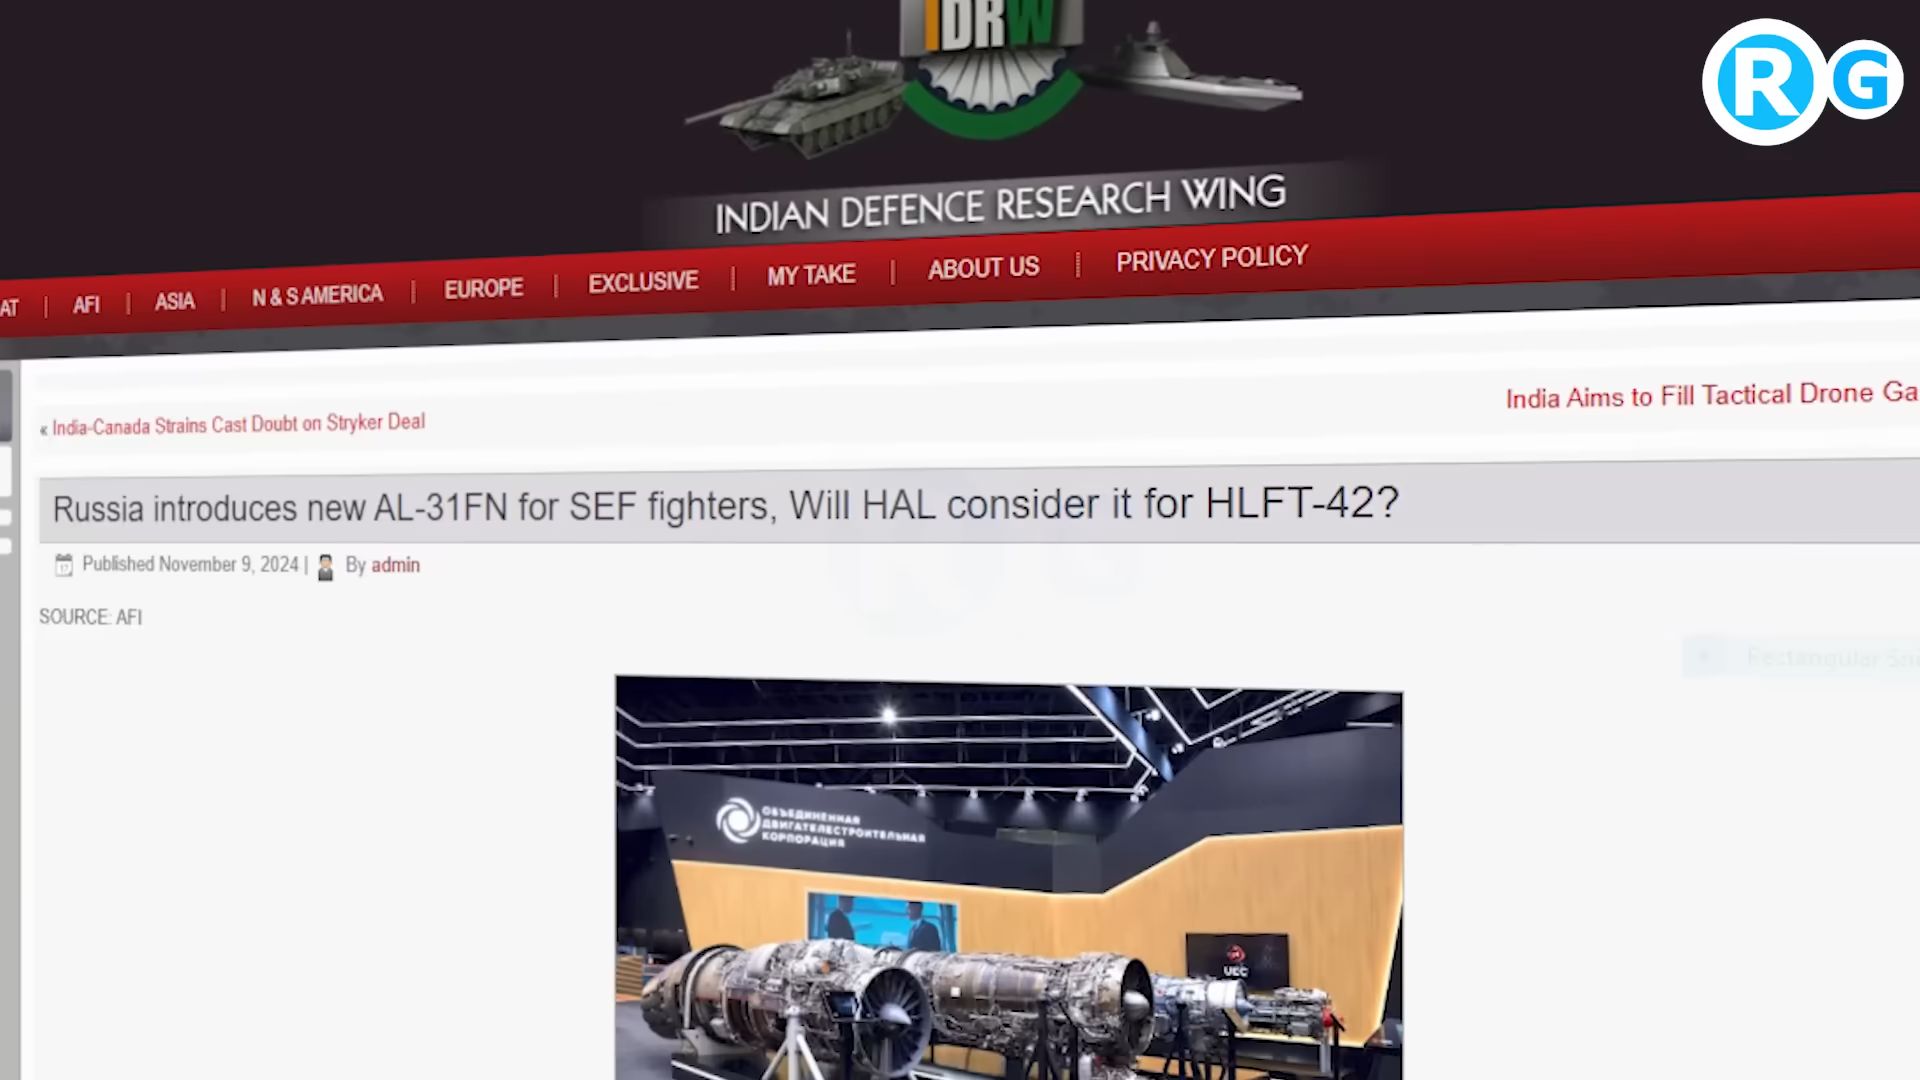 IDRW
R G
INDIAN DEFENCE RESEARCH WING
AT | AFI | ASIA | N & S AMERICA | EUROPE | EXCLUSIVE | MY TAKE | ABOUT US | PRIVACY POLICY
« India-Canada Strains Cast Doubt on Stryker Deal
India Aims to Fill Tactical Drone Ga
Russia introduces new AL-31FN for SEF fighters, Will HAL consider it for HLFT-42?
Published November 9, 2024 | By admin
SOURCE: AFI
Rectangular Sni
ОБЪЕДИНЕННАЯ
ДВИГАТЕЛЕСТРОИТЕЛЬНАЯ
КОРПОРАЦИЯ
UEC